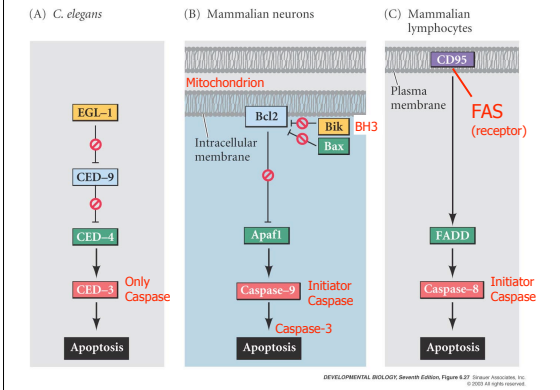 (A) C. elegans
EGL–1
CED–9
CED–4
CED–3
Only
Caspase
Apoptosis
(B) Mammalian neurons
Mitochondrion
Bcl2
Intracellular
membrane
Bik
BH3
Bax
Apaf1
Caspase–9
Initiator
Caspase
Caspase-3
Apoptosis
(C) Mammalian
lymphocytes
CD95
Plasma
membrane
FAS
(receptor)
FADD
Caspase–8
Initiator
Caspase
Apoptosis
DEVELOPMENTAL BIOLOGY, Seventh Edition, Figure 6.27 Sinauer Associates, Inc.
© 2003 All rights reserved.